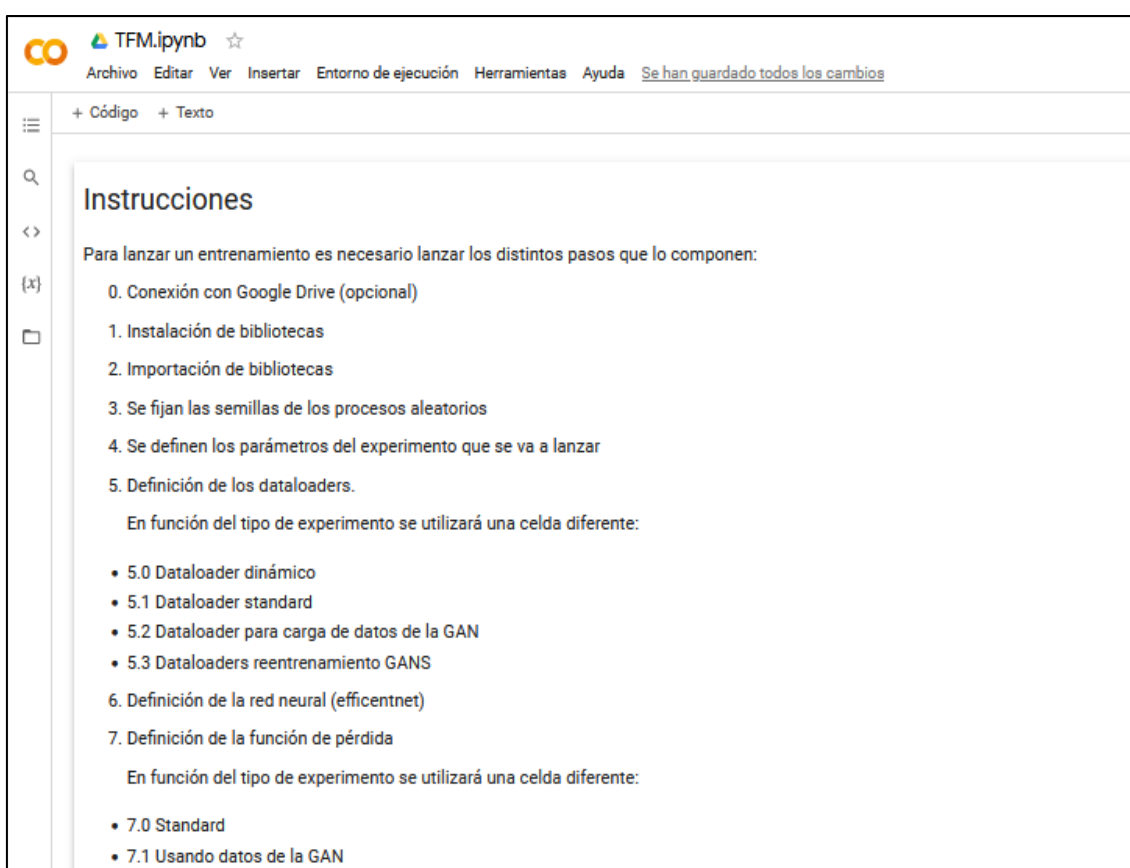 TFM.ipynb
Archivo Editar Ver Insertar Entorno de ejecución Herramientas Ayuda Se han guardado todos los cambios
+ Código + Texto
Instrucciones
Para lanzar un entrenamiento es necesario lanzar los distintos pasos que lo componen:
0. Conexión con Google Drive (opcional)
1. Instalación de bibliotecas
2. Importación de bibliotecas
3. Se fijan las semillas de los procesos aleatorios
4. Se definen los parámetros del experimento que se va a lanzar
5. Definición de los dataloaders.
En función del tipo de experimento se utilizará una celda diferente:
• 5.0 Dataloader dinámico
• 5.1 Dataloader standard
• 5.2 Dataloader para carga de datos de la GAN
• 5.3 Dataloaders reentrenamiento GANS
6. Definición de la red neural (efficentnet)
7. Definición de la función de pérdida
En función del tipo de experimento se utilizará una celda diferente:
• 7.0 Standard
• 7.1 Usando datos de la GAN